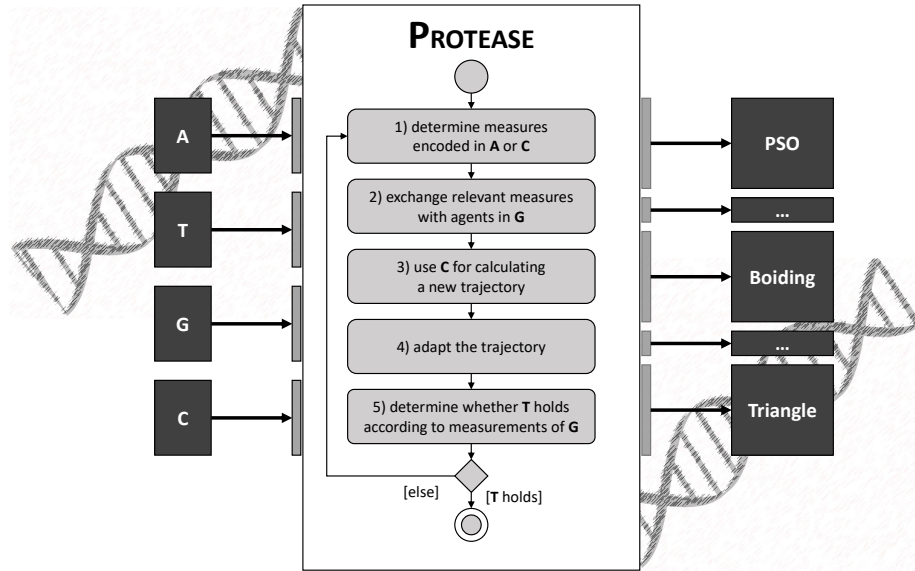 PROTEASE
A
T
G
C
1) determine measures
encoded in A or C
2) exchange relevant measures
with agents in G
3) use C for calculating
a new trajectory
4) adapt the trajectory
5) determine whether T holds
according to measurements of G
[else]
[T holds]
PSO
...
Boiding
...
Triangle